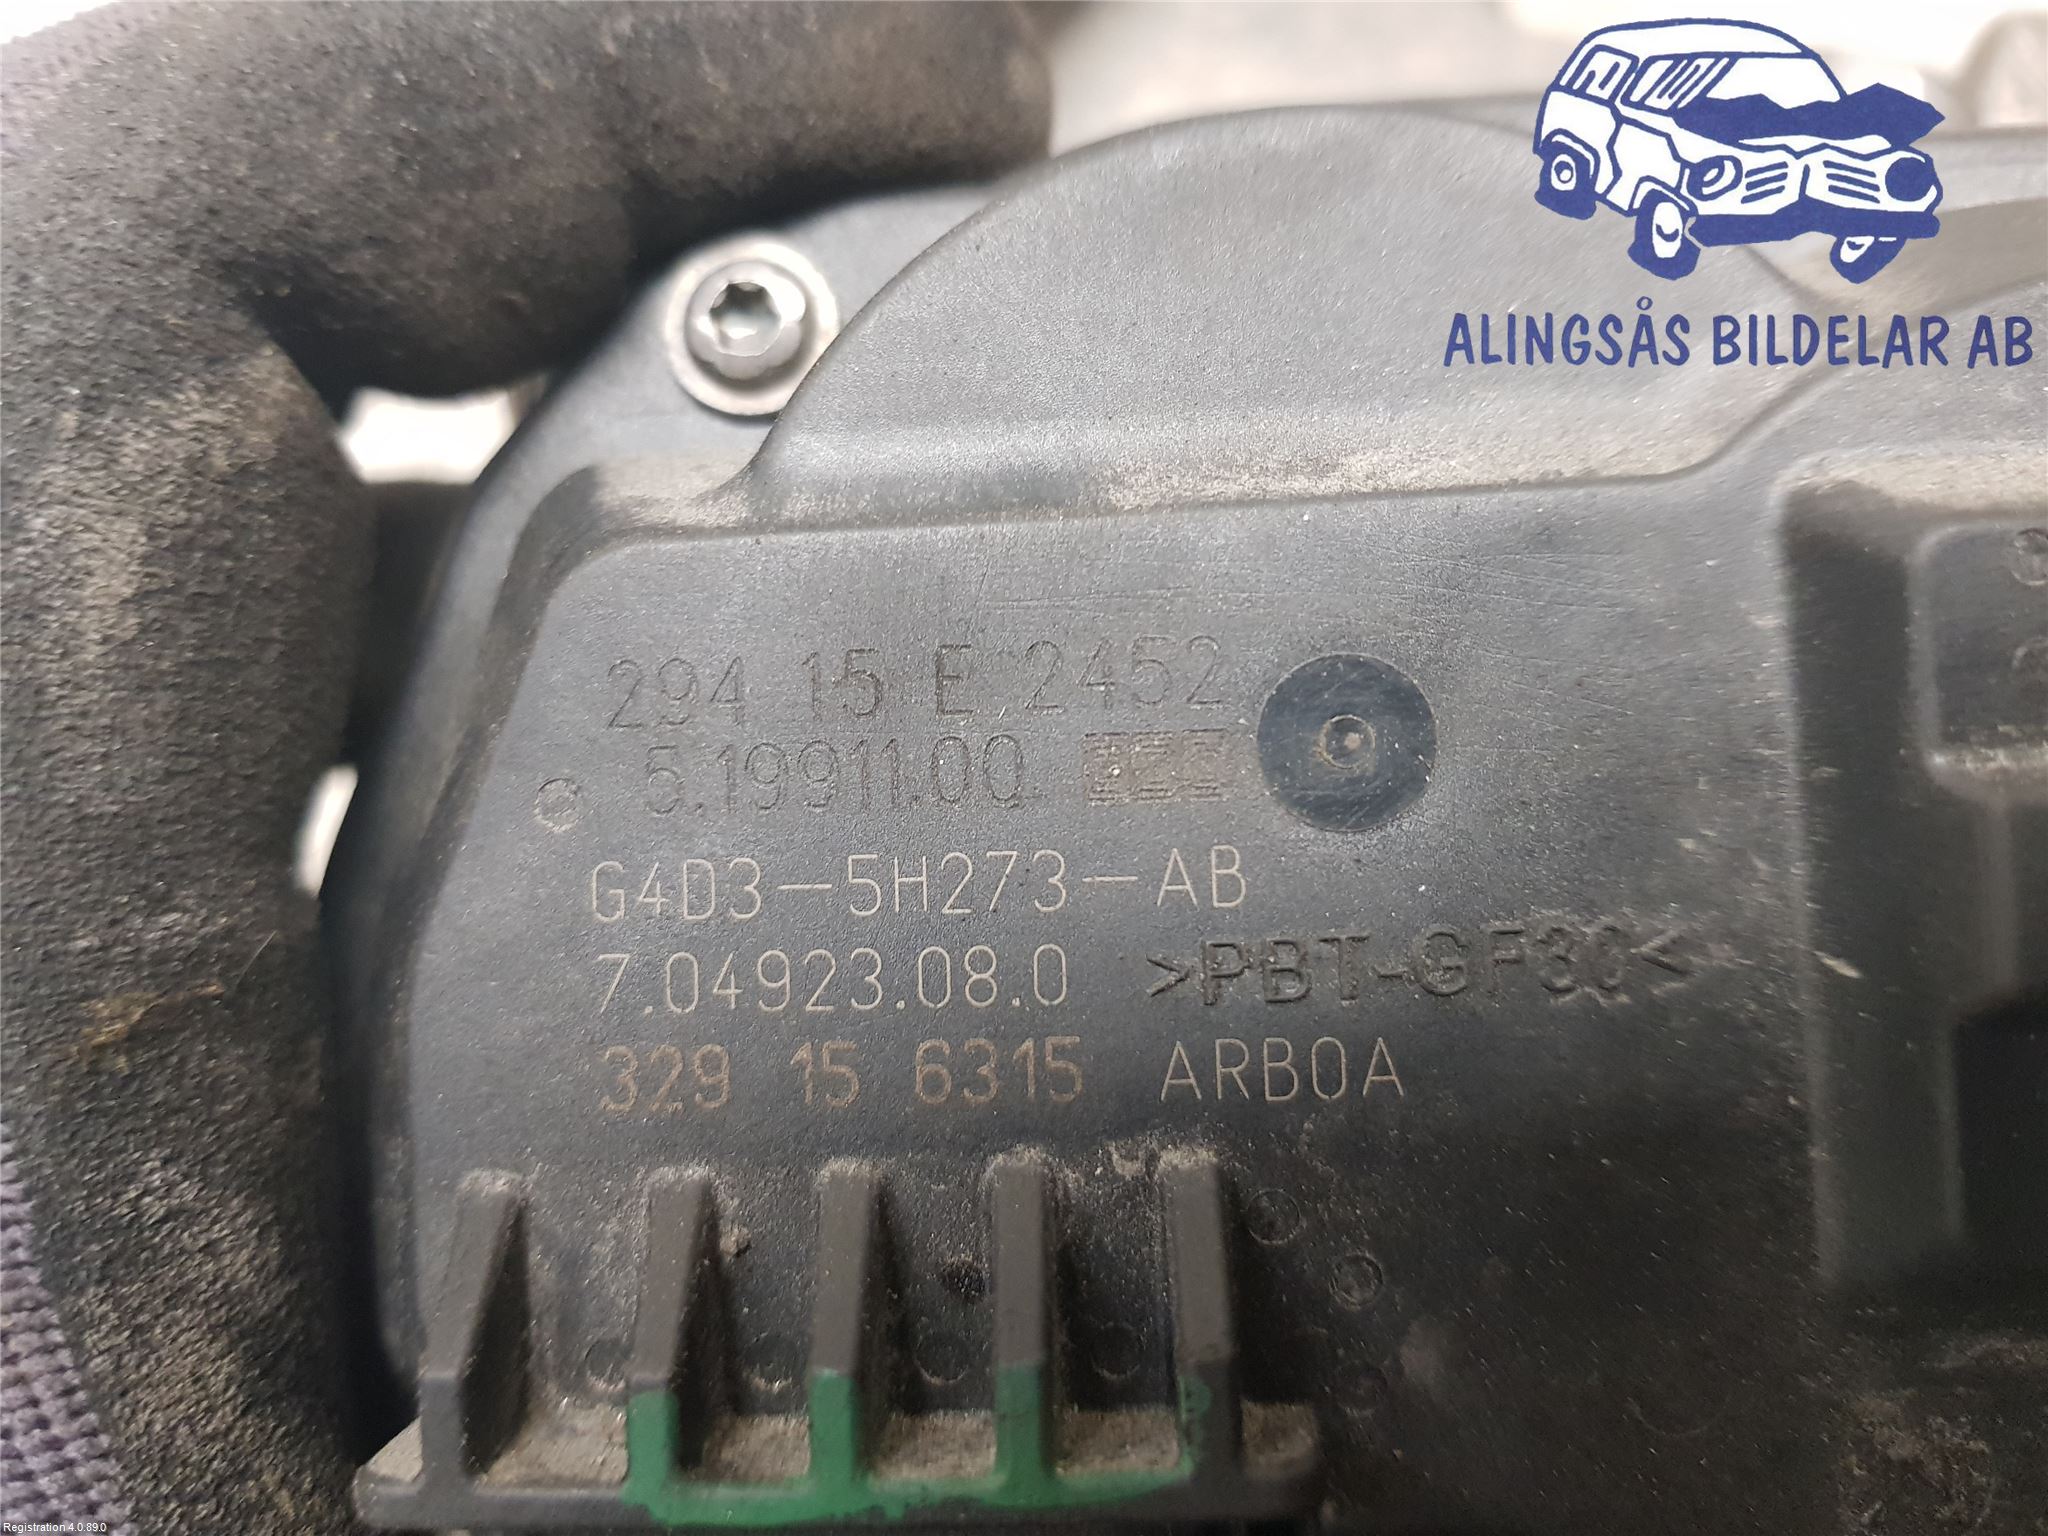 ALINGSÅS BILDELAR AB
294 15 E 2452
5.19911.00
G4D3-5H273-AB
7.04923.08.0 >PBT-GF30<
329 15 6315 ARB0A
Registration 4.0.89.0